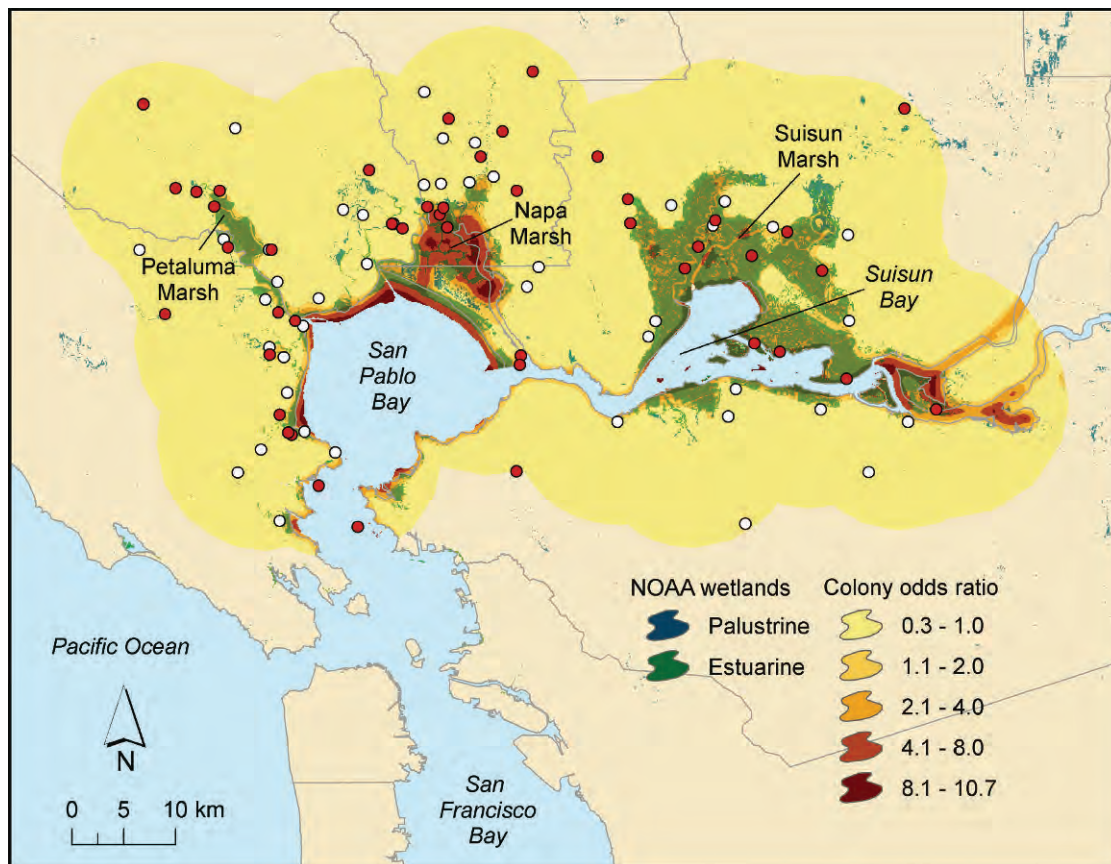 Suisun
Marsh
Napa
Marsh
Petaluma
Marsh
Suisun
Bay
San
Pablo
Bay
NOAA wetlands
Palustrine
Estuarine
Colony odds ratio
0.3 - 1.0
1.1 - 2.0
2.1 - 4.0
4.1 - 8.0
8.1 - 10.7
Pacific Ocean
N
0 5 10 km
San
Francisco
Bay